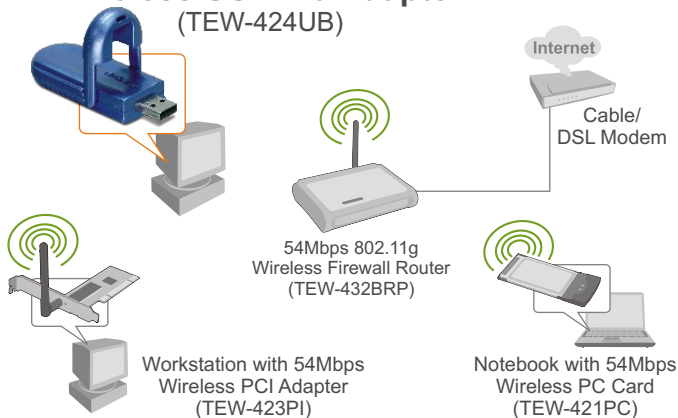 (TEW-424UB)
Internet
Cable/
DSL Modem
54Mbps 802.11g
Wireless Firewall Router
(TEW-432BRP)
Workstation with 54Mbps
Wireless PCI Adapter
(TEW-423PI)
Notebook with 54Mbps
Wireless PC Card
(TEW-421PC)